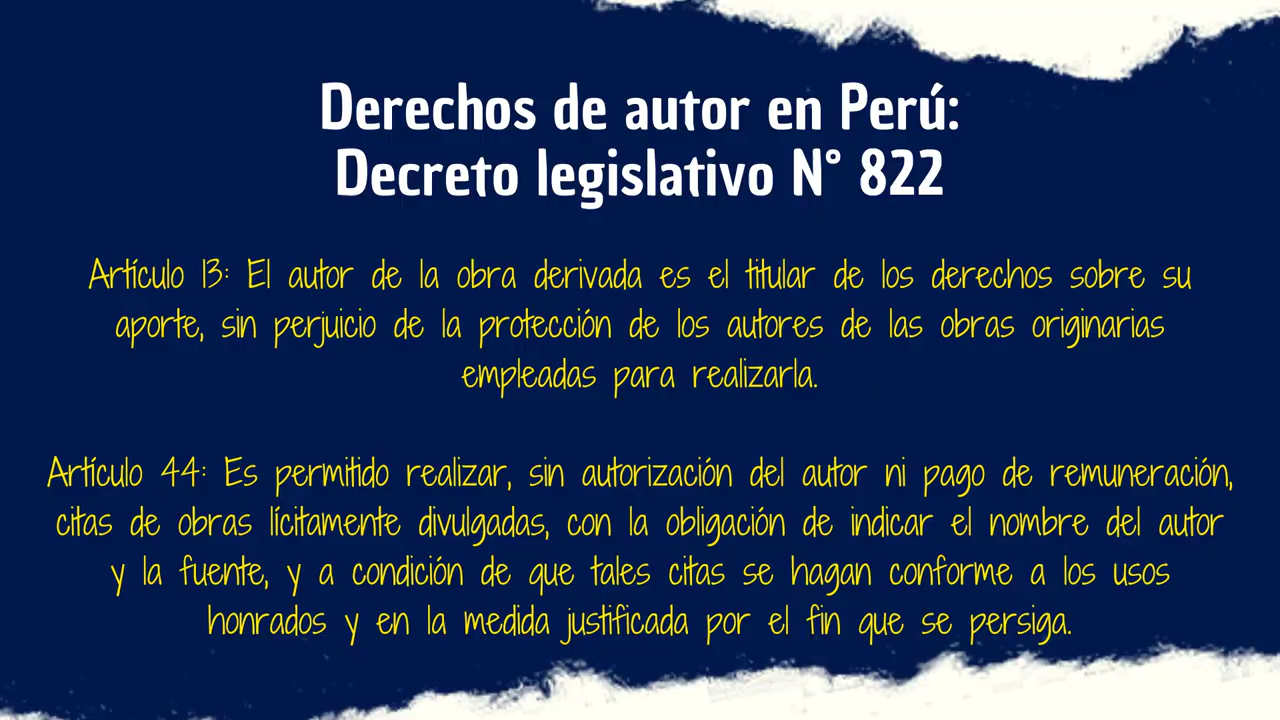 Derechos de autor en Perú:
Decreto legislativo N° 822
Artículo 13: El autor de la obra derivada es el titular de los derechos sobre su
aporte, sin perjuicio de la protección de los autores de las obras originarias
empleadas para realizarla.
Artículo 44: Es permitido realizar, sin autorización del autor ni pago de remuneración,
citas de obras lícitamente divulgadas, con la obligación de indicar el nombre del autor
y la fuente, y a condición de que tales citas se hagan conforme a los usos
honrados y en la medida justificada por el fin que se persiga.